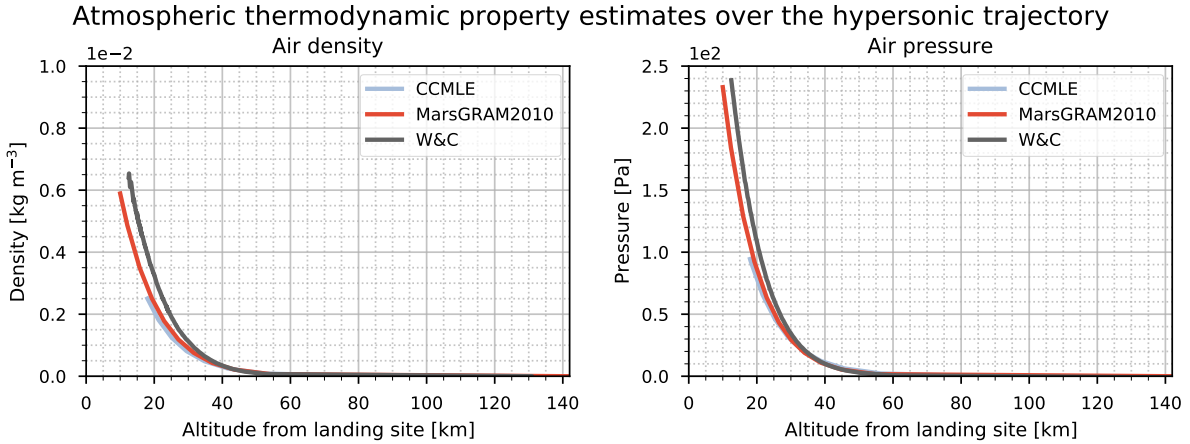 Atmospheric thermodynamic property estimates over the hypersonic trajectory
Air density
1e−2
1.0
0.8
0.6
0.4
0.2
0.0
Density [kg m⁻³]
CCMLE
MarsGRAM2010
W&C
0 20 40 60 80 100 120 140
Altitude from landing site [km]
Air pressure
1e2
2.5
2.0
1.5
1.0
0.5
0.0
Pressure [Pa]
CCMLE
MarsGRAM2010
W&C
0 20 40 60 80 100 120 140
Altitude from landing site [km]